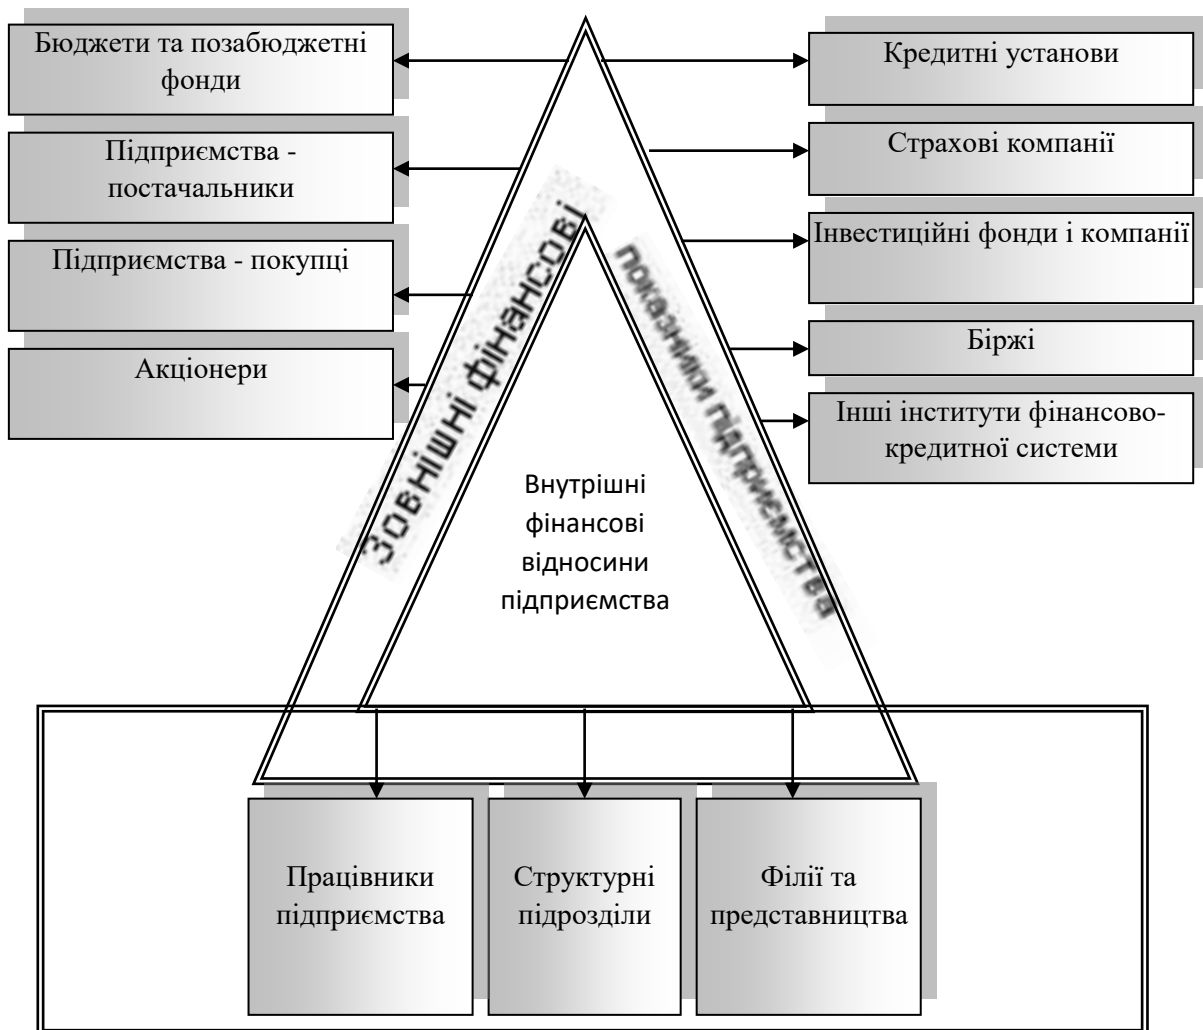 Бюджети та позабюджетні
фонди
Підприємства -
постачальники
Підприємства - покупці
Акціонери
Кредитні установи
Страхові компанії
Інвестиційні фонди і компанії
Біржі
Інші інститути фінансово-
кредитної системи
Зовнішні фінансові
показники підприємства
Внутрішні
фінансові
відносини
підприємства
Працівники
підприємства
Структурні
підрозділи
Філії та
представництва